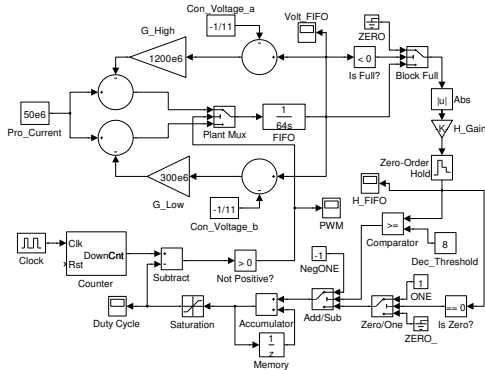 Con_Voltage_a
Volt_FIFO
G_High
-1/11
ZERO
1200e6
< 0
Is Full?
Block Full
50e6
Pro_Current
Plant Mux
1
64s
FIFO
|u|
Abs
-K-
H_Gain
Zero-Order
Hold
300e6
G_Low
-1/11
Con_Voltage_b
PWM
H_FIFO
>=
Comparator
8
Dec_Threshold
Clock
Clk
Rst
DownCnt
Counter
Subtract
> 0
Not Positive?
-1
NegONE
Duty Cycle
Saturation
Accumulator
1
z
Memory
Add/Sub
Zero/One
1
ONE
ZERO_
== 0
Is Zero?